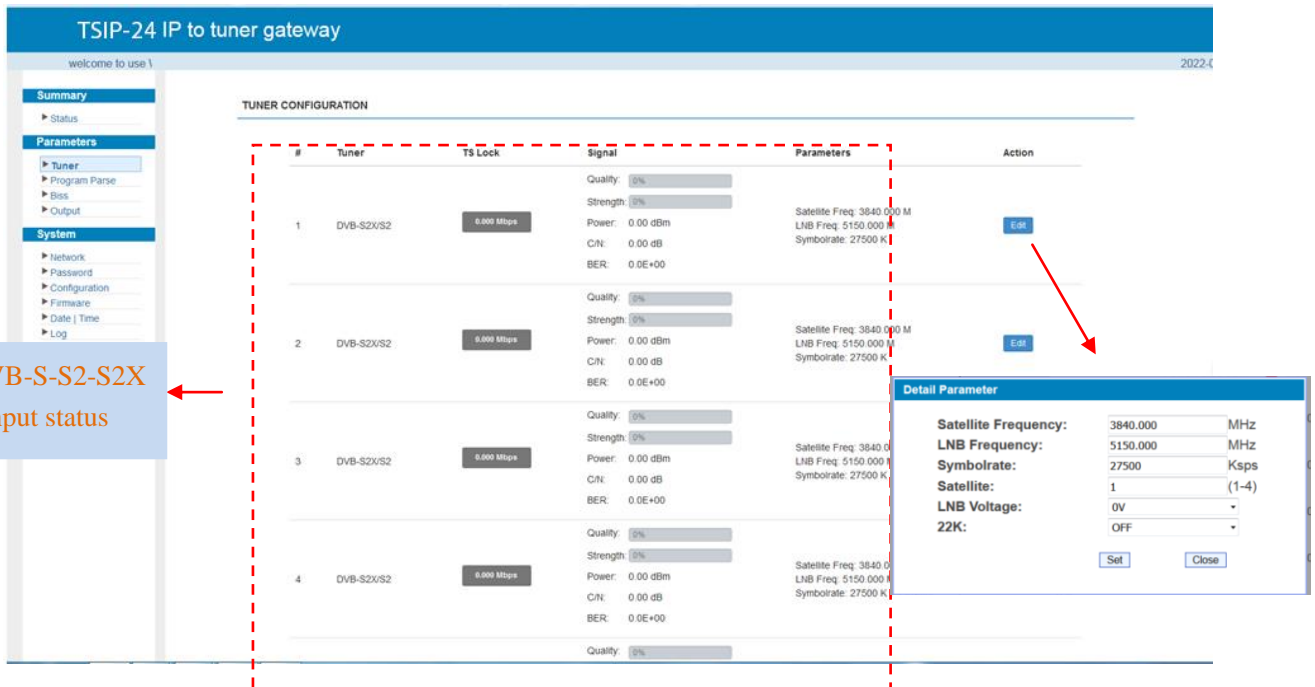 TSIP-24 IP to tuner gateway
welcome to use \
2022-0
Summary
Status
Parameters
Tuner
Program Parse
Biss
Output
System
Network
Password
Configuration
Firmware
Date | Time
Log
VB-S-S2-S2X
nput status
TUNER CONFIGURATION
# Tuner TS Lock Signal Parameters Action
Quality: 0%
Strength: 0%
1 DVB-S2X/S2 0.000 Mbps Power: 0.00 dBm Satellite Freq: 3840.000 M Edit
LNB Freq: 5150.000 M
C/N: 0.00 dB Symbolrate: 27500 K
BER: 0.0E+00
Quality: 0%
Strength: 0%
2 DVB-S2X/S2 0.000 Mbps Power: 0.00 dBm Satellite Freq: 3840.000 M Edit
LNB Freq: 5150.000 M
C/N: 0.00 dB Symbolrate: 27500 K
BER: 0.0E+00
Quality: 0%
Strength: 0%
3 DVB-S2X/S2 0.000 Mbps Power: 0.00 dBm Satellite Freq: 3840.0
LNB Freq: 5150.000
C/N: 0.00 dB Symbolrate: 27500 K
BER: 0.0E+00
Quality: 0%
Strength: 0%
4 DVB-S2X/S2 0.000 Mbps Power: 0.00 dBm Satellite Freq: 3840.0
LNB Freq: 5150.000
C/N: 0.00 dB Symbolrate: 27500 K
BER: 0.0E+00
Quality: 0%
Detail Parameter
Satellite Frequency: 3840.000 MHz
LNB Frequency: 5150.000 MHz
Symbolrate: 27500 Ksps
Satellite: 1 (1-4)
LNB Voltage: 0V
22K: OFF
Set Close